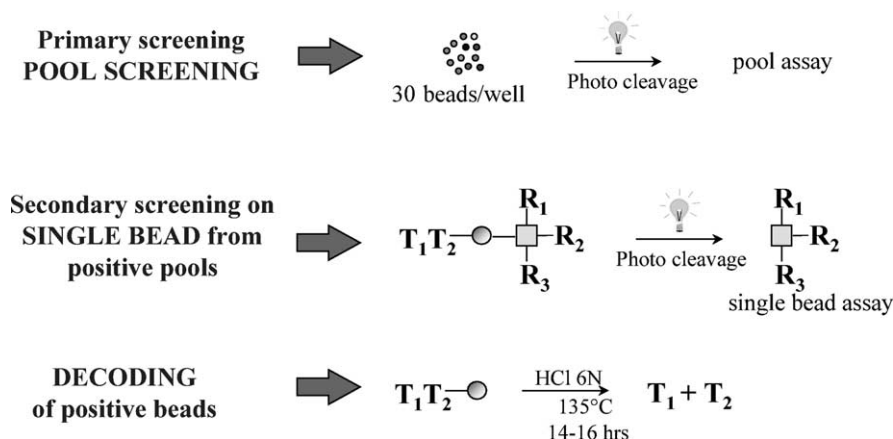 Primary screening
POOL SCREENING
30 beads/well
Photo cleavage
pool assay
Secondary screening on
SINGLE BEAD from
positive pools
T₁T₂
R₁
R₂
R₃
Photo cleavage
R₁
R₂
R₃
single bead assay
DECODING
of positive beads
T₁T₂
HCl 6N
135°C
14-16 hrs
T₁ + T₂